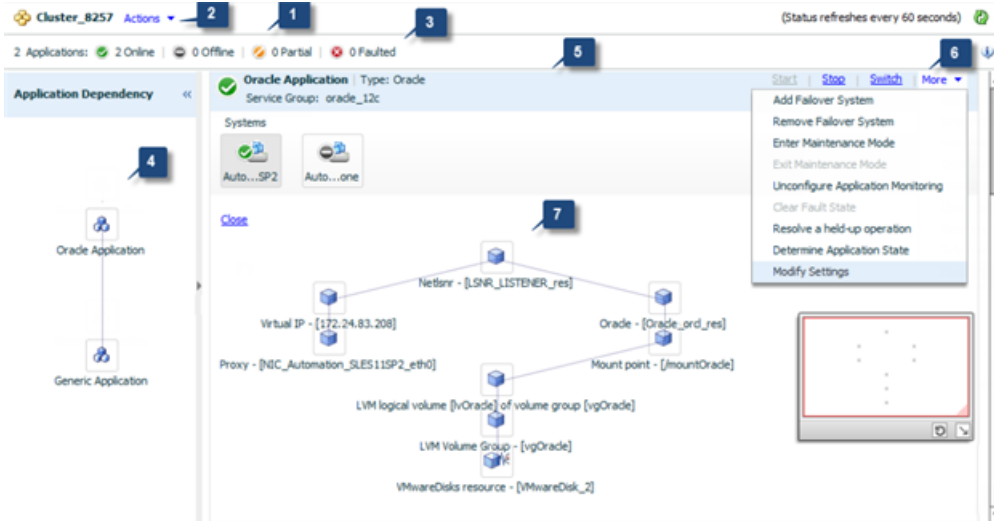 Cluster_8257 Actions 2 1 3 (Status refreshes every 60 seconds)
2 Applications: 2 Online | 0 Offline | 0 Partial | 0 Faulted
5 6
Application Dependency «
Oracle Application | Type: Oracle
Service Group: oracle_12c
Start | Stop | Switch | More
Add Failover System
Remove Failover System
Enter Maintenance Mode
Exit Maintenance Mode
Unconfigure Application Monitoring
Clear Fault State
Resolve a held-up operation
Determine Application State
Modify Settings
Systems
Auto...SP2 Auto...one
4
Oracle Application
Generic Application
Close
7
Netlsnr - [LSNR_LISTENER_res]
Virtual IP - [172.24.83.208]
Oracle - [Oracle_ord_res]
Proxy - [NIC_Automation_SLES11SP2_eth0]
Mount point - [/mountOracle]
LVM logical volume [lvOracle] of volume group [vgOracle]
LVM Volume Group - [vgOracle]
VMwareDisks resource - [VMwareDisk_2]